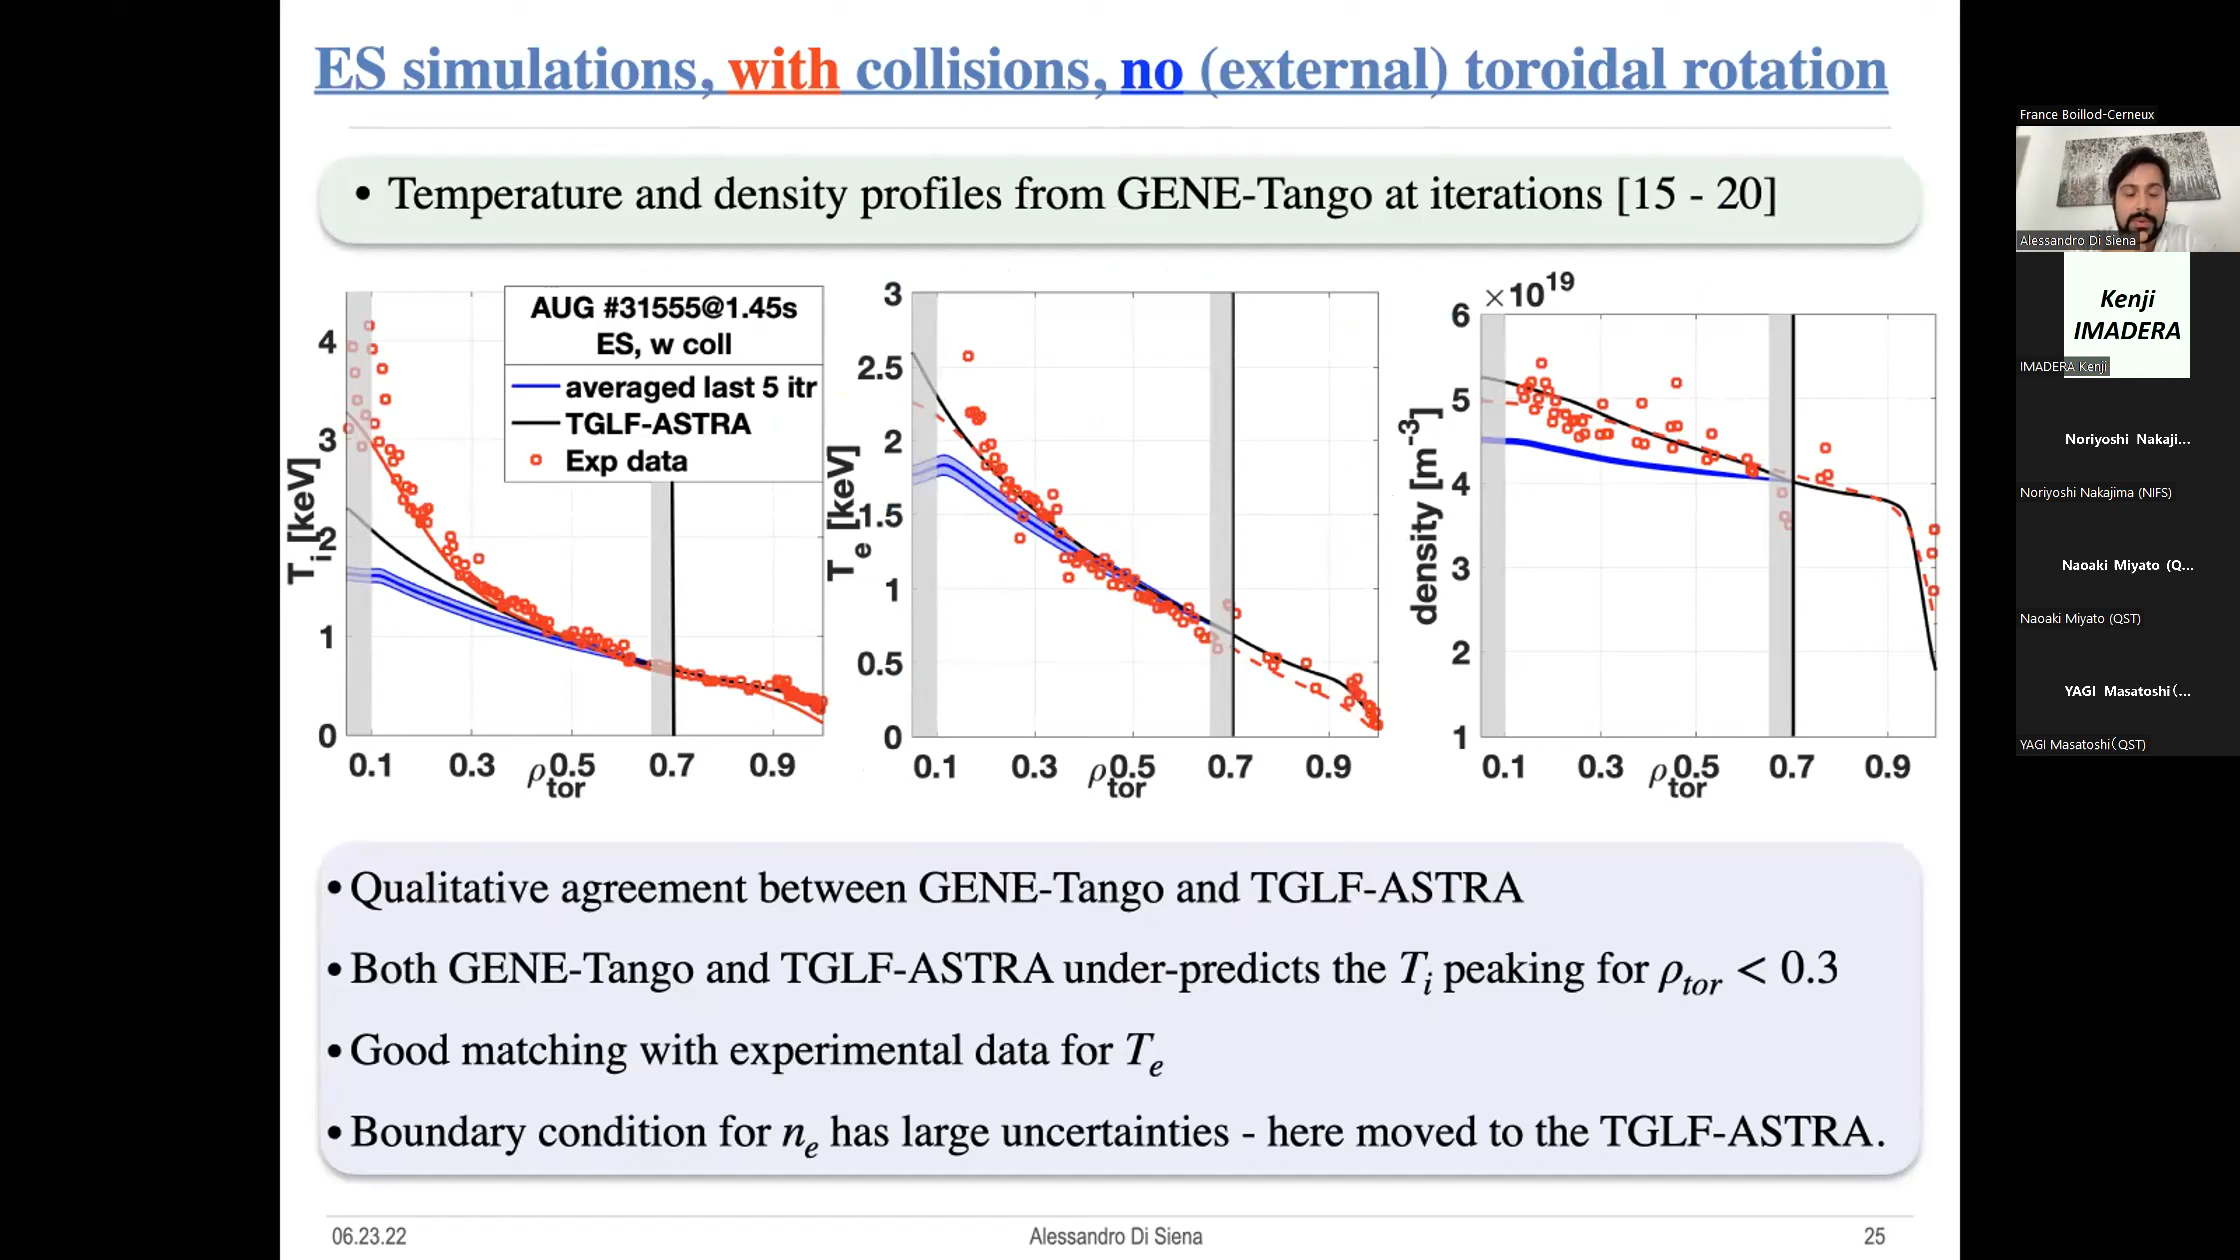 ES simulations, with collisions, no (external) toroidal rotation
• Temperature and density profiles from GENE-Tango at iterations [15 - 20]
AUG #31555@1.45s
ES, w coll
averaged last 5 itr
TGLF-ASTRA
Exp data
T_i [keV]
4
3
2
1
0
0.1 0.3 0.5 0.7 0.9
ρ_tor
T_e [keV]
3
2.5
2
1.5
1
0.5
0
0.1 0.3 0.5 0.7 0.9
ρ_tor
×10^19
density [m^-3]
6
5
4
3
2
1
0.1 0.3 0.5 0.7 0.9
ρ_tor
• Qualitative agreement between GENE-Tango and TGLF-ASTRA
• Both GENE-Tango and TGLF-ASTRA under-predicts the T_i peaking for ρ_tor < 0.3
• Good matching with experimental data for T_e
• Boundary condition for n_e has large uncertainties - here moved to the TGLF-ASTRA.
06.23.22
Alessandro Di Siena
25
France Boillod-Cerneux
Alessandro Di Siena
Kenji
IMADERA
IMADERA Kenji
Noriyoshi Nakaji...
Noriyoshi Nakajima (NIFS)
Naoaki Miyato (Q...
Naoaki Miyato (QST)
YAGI Masatoshi(...
YAGI Masatoshi(QST)